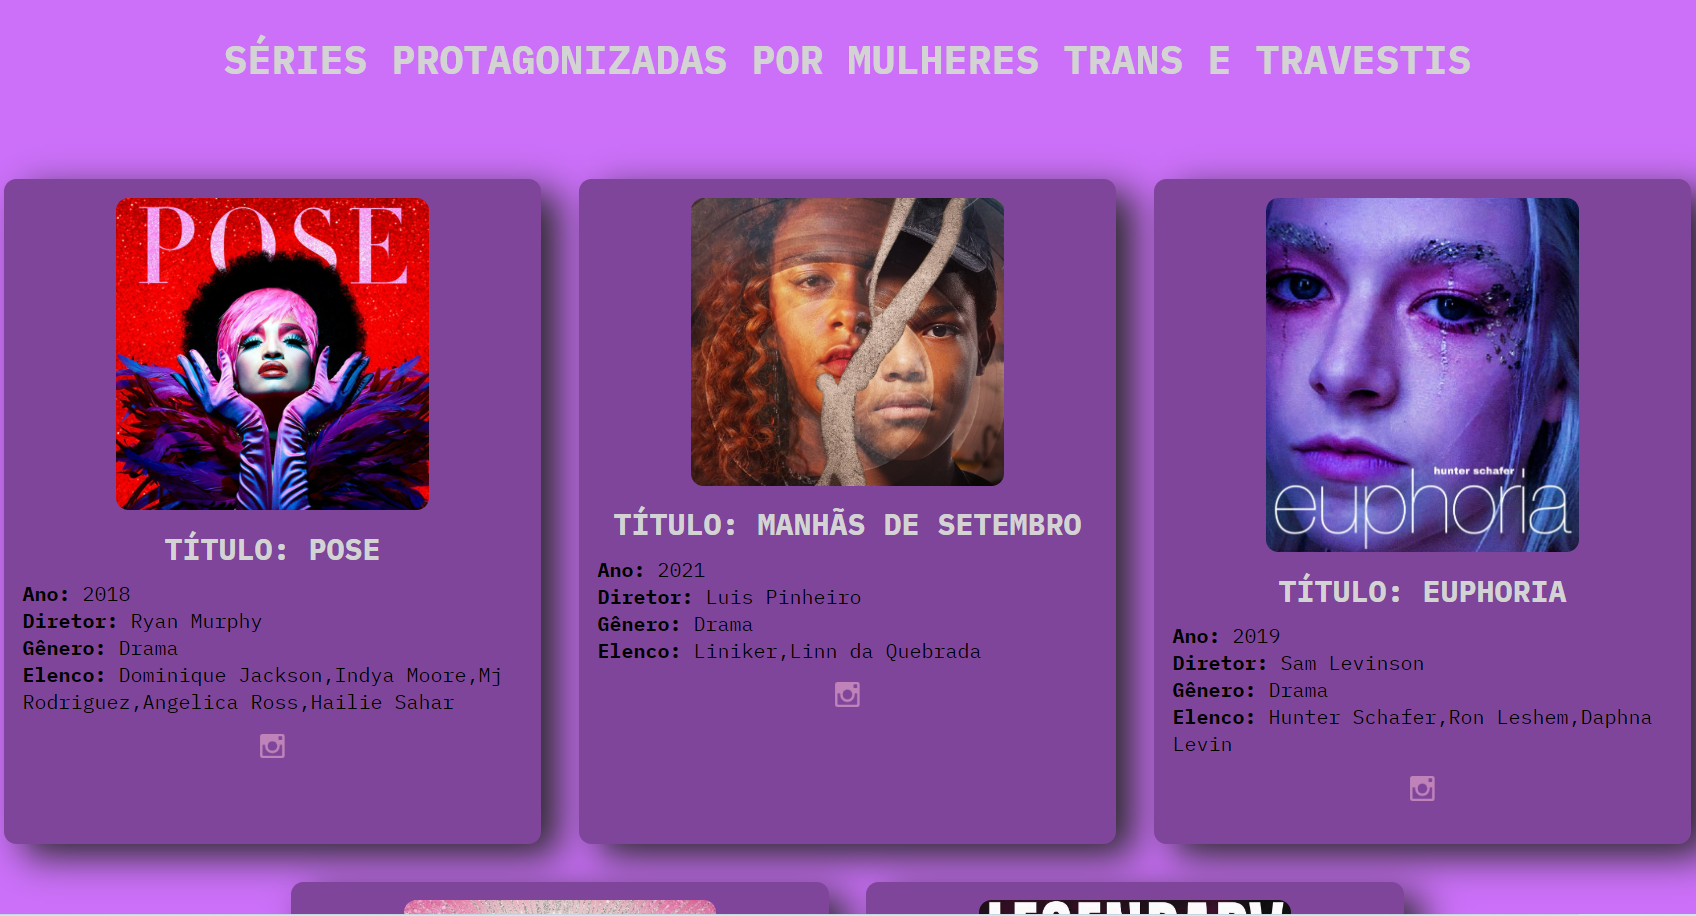 SÉRIES PROTAGONIZADAS POR MULHERES TRANS E TRAVESTIS
POSE
TÍTULO: POSE
Ano: 2018
Diretor: Ryan Murphy
Gênero: Drama
Elenco: Dominique Jackson,Indya Moore,Mj
Rodriguez,Angelica Ross,Hailie Sahar
TÍTULO: MANHÃS DE SETEMBRO
Ano: 2021
Diretor: Luis Pinheiro
Gênero: Drama
Elenco: Liniker,Linn da Quebrada
hunter schafer
euphoria
TÍTULO: EUPHORIA
Ano: 2019
Diretor: Sam Levinson
Gênero: Drama
Elenco: Hunter Schafer,Ron Leshem,Daphna
Levin
LEGENDARY